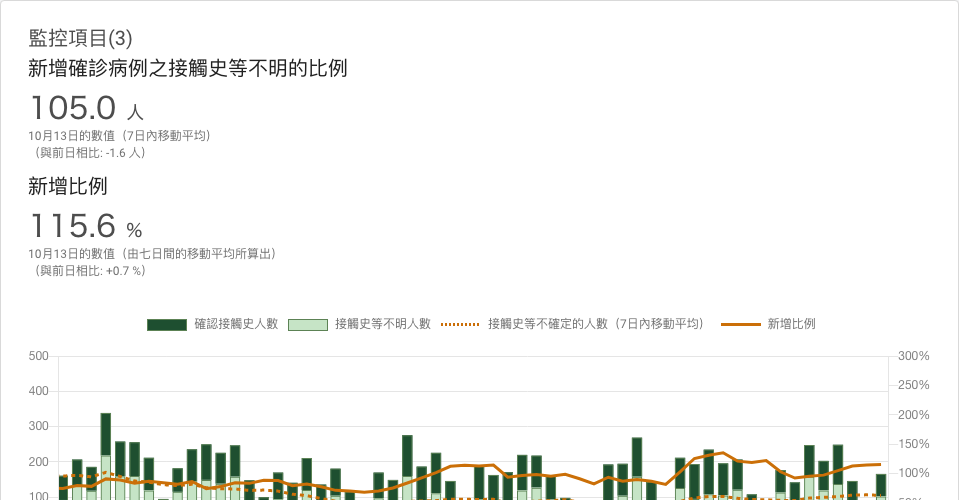 監控項目(3)
新增確診病例之接觸史等不明的比例
105.0 人
10月13日的數值（7日內移動平均）
（與前日相比: -1.6 人）
新增比例
115.6 %
10月13日的數值（由七日間的移動平均所算出）
（與前日相比: +0.7 %）
確認接觸史人數 接觸史等不明人數 接觸史等不確定的人數（7日內移動平均） 新增比例
500 300%
250%
400
200%
300
150%
200
100%
100